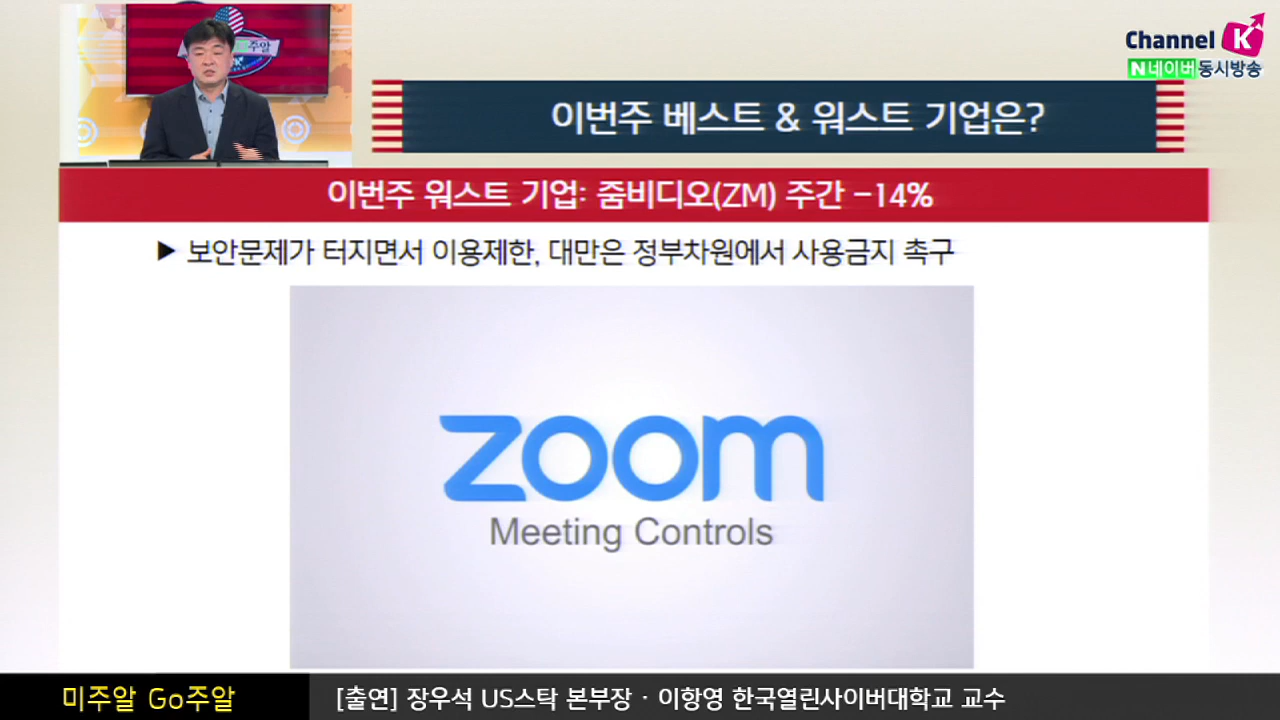 주알
Channel K
N 네이버 동시방송
이번주 베스트 & 워스트 기업은?
이번주 워스트 기업: 줌비디오(ZM) 주간 -14%
▶ 보안문제가 터지면서 이용제한, 대만은 정부차원에서 사용금지 촉구
zoom
Meeting Controls
미주알 Go주알
[출연] 장우석 US스탁 본부장 · 이항영 한국열린사이버대학교 교수